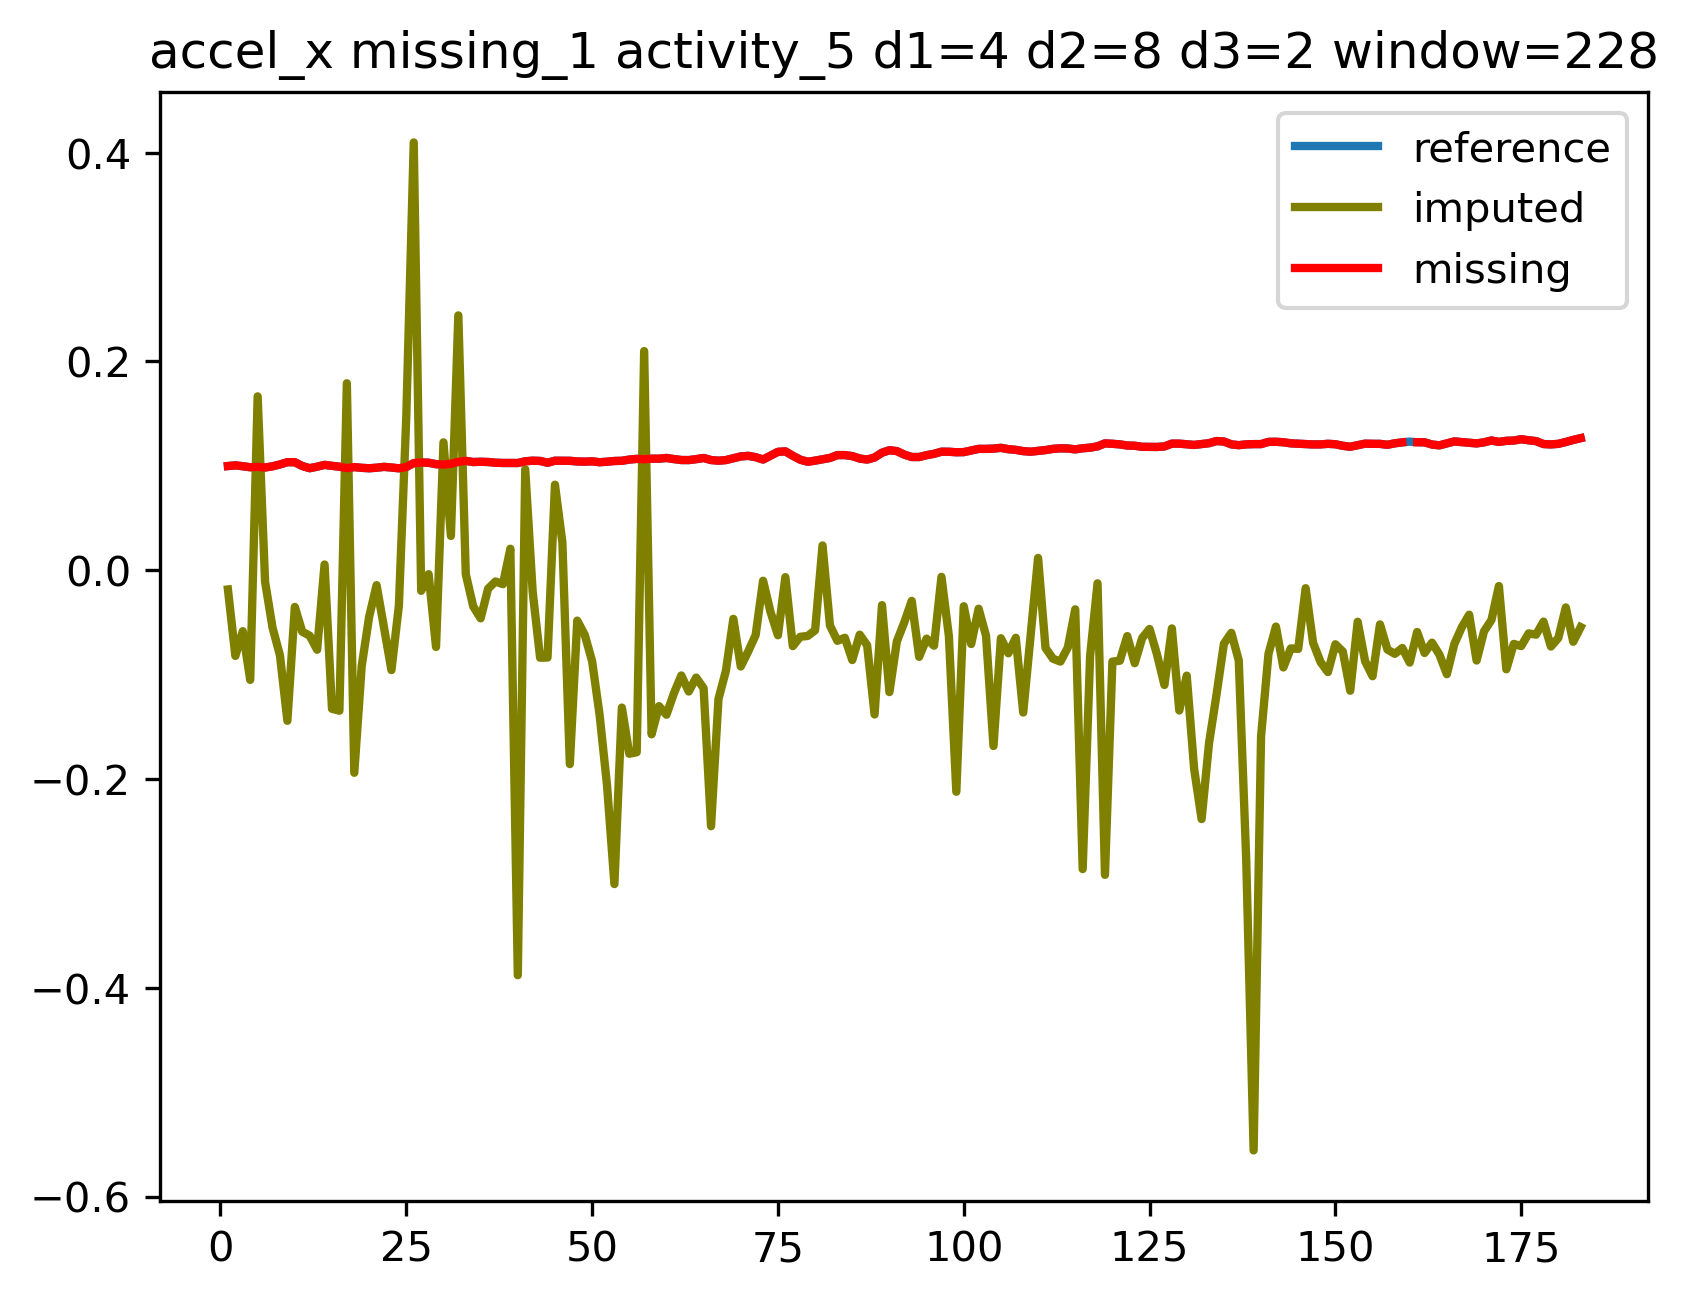 accel_x missing_1 activity_5 d1=4 d2=8 d3=2 window=228
reference
imputed
missing
0.4
0.2
0.0
−0.2
−0.4
−0.6
0 25 50 75 100 125 150 175